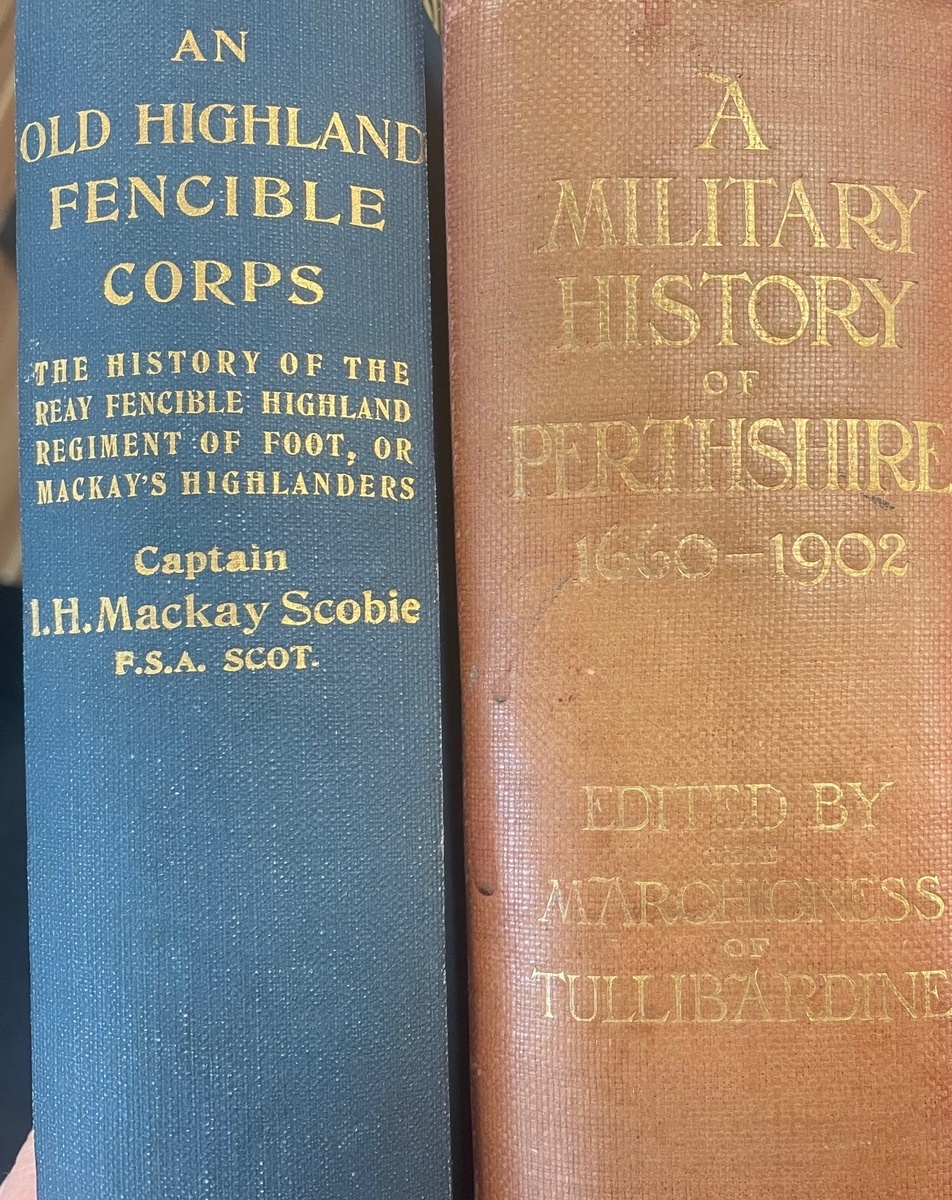 AN
OLD HIGHLAND
FENCIBLE
CORPS
THE HISTORY OF THE
REAY FENCIBLE HIGHLAND
REGIMENT OF FOOT, OR
MACKAY'S HIGHLANDERS
Captain
I.H. Mackay Scobie
F.S.A. SCOT.
A
MILITARY
HISTORY
OF
PERTHSHIRE
1660-1902
EDITED BY
THE
MARCHIONESS
OF
TULLIBARDINE